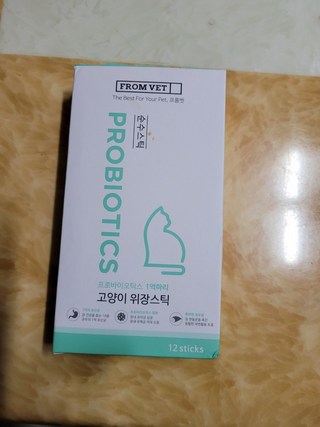 FROM VET
The Best For Your Pet, 프롬벳
순수스틱
PROBIOTICS
프로바이오틱스 1억마리
고양이 위장스틱
12 sticks